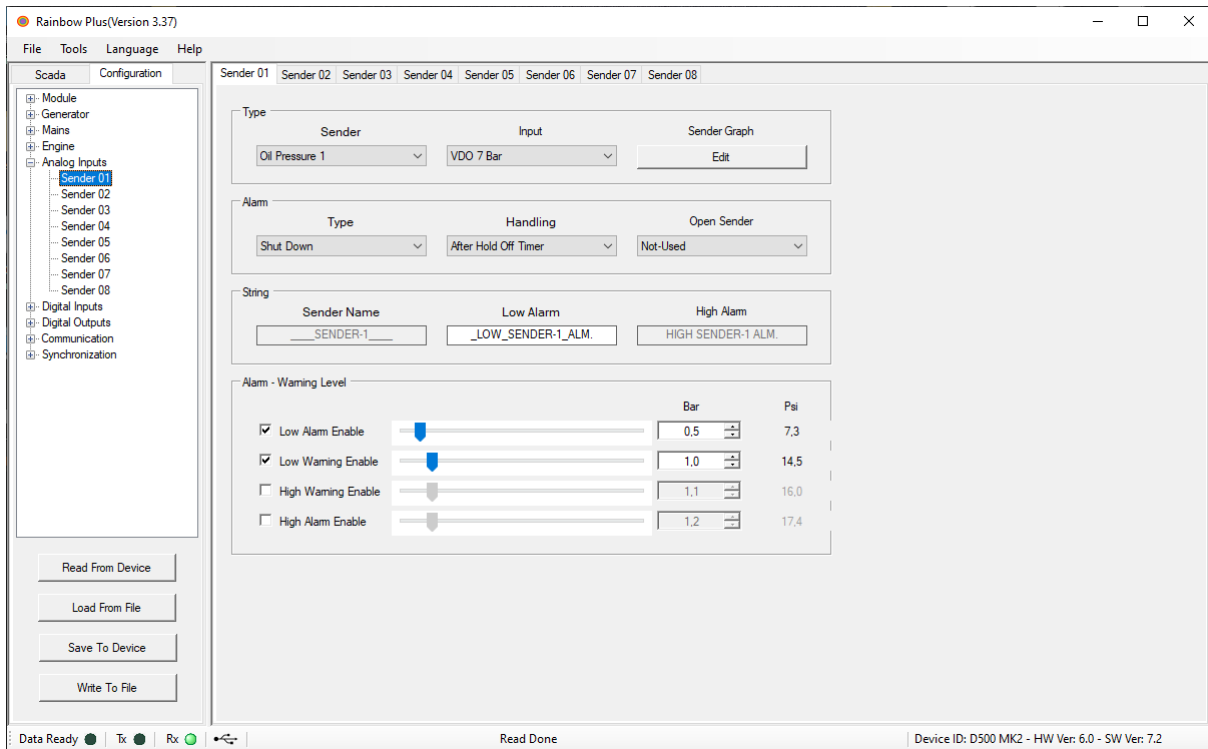 Rainbow Plus(Version 3.37)
File Tools Language Help
Scada Configuration
Module
Generator
Mains
Engine
Analog Inputs
Sender 01
Sender 02
Sender 03
Sender 04
Sender 05
Sender 06
Sender 07
Sender 08
Digital Inputs
Digital Outputs
Communication
Synchronization
Read From Device
Load From File
Save To Device
Write To File
Sender 01 Sender 02 Sender 03 Sender 04 Sender 05 Sender 06 Sender 07 Sender 08
Type
Sender Input Sender Graph
Oil Pressure 1 VDO 7 Bar Edit
Alarm
Type Handling Open Sender
Shut Down After Hold Off Timer Not-Used
String
Sender Name Low Alarm High Alarm
____SENDER-1____ _LOW_SENDER-1_ALM. HIGH SENDER-1 ALM.
Alarm - Warning Level
Bar Psi
Low Alarm Enable 0,5 7,3
Low Warning Enable 1,0 14,5
High Warning Enable 1,1 16,0
High Alarm Enable 1,2 17,4
Data Ready Tx Rx Read Done Device ID: D500 MK2 - HW Ver: 6.0 - SW Ver: 7.2